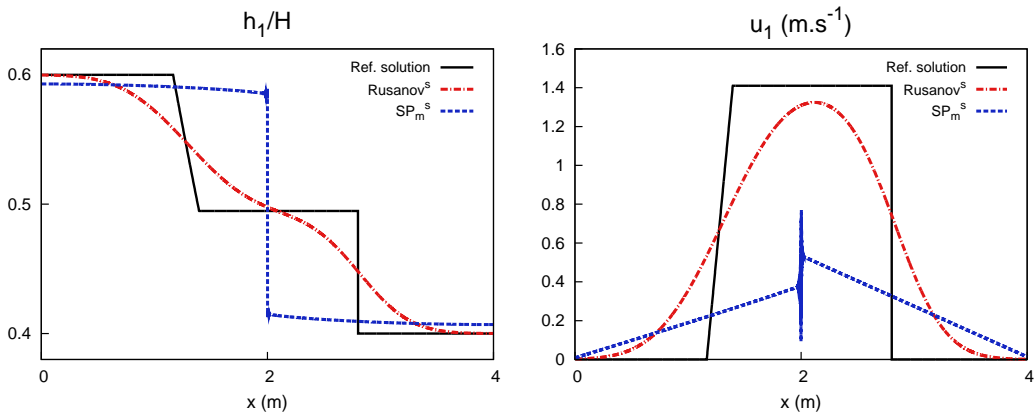 h₁/H
Ref. solution
Rusanovˢ
SPₘˢ
0.6
0.5
0.4
0
2
4
x (m)
u₁ (m.s⁻¹)
Ref. solution
Rusanovˢ
SPₘˢ
1.6
1.4
1.2
1
0.8
0.6
0.4
0.2
0
0
2
4
x (m)